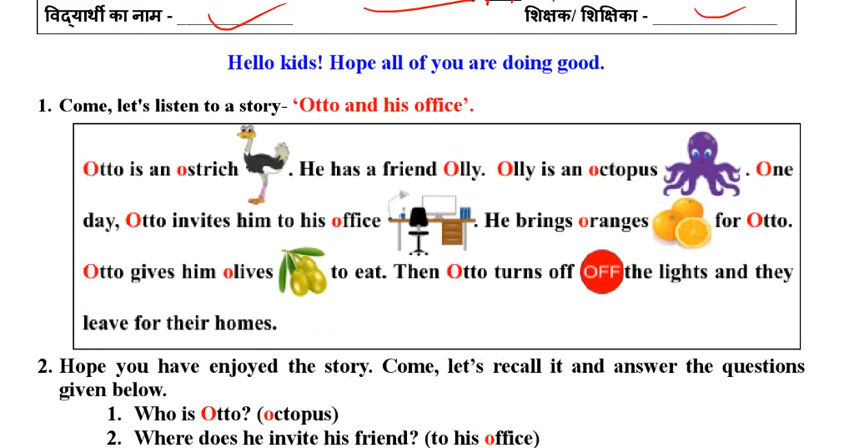 विद्यार्थी का नाम - _______________ शिक्षक/ शिक्षिका - _______________
Hello kids! Hope all of you are doing good.
1. Come, let's listen to a story- ‘Otto and his office’.
Otto is an ostrich . He has a friend Olly. Olly is an octopus . One
day, Otto invites him to his office . He brings oranges for Otto.
Otto gives him olives to eat. Then Otto turns off OFF the lights and they
leave for their homes.
2. Hope you have enjoyed the story. Come, let’s recall it and answer the questions
given below.
1. Who is Otto? (octopus)
2. Where does he invite his friend? (to his office)